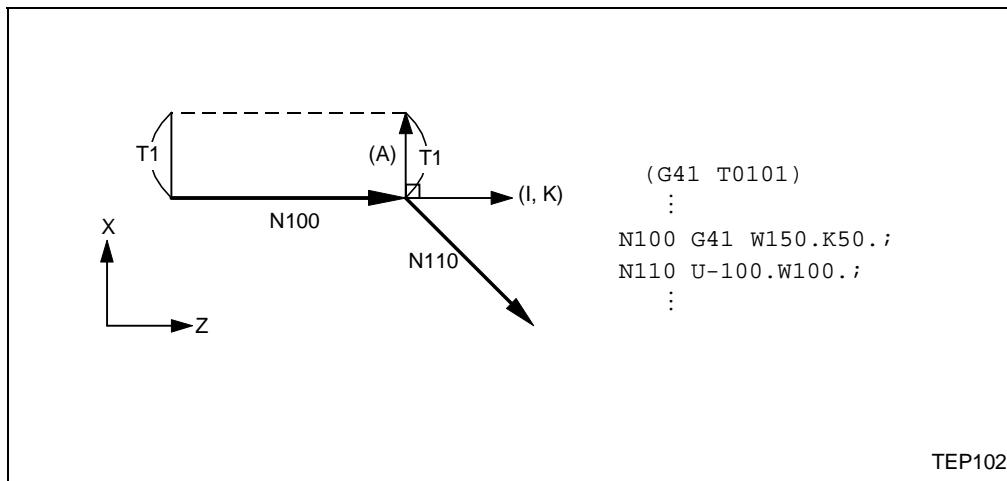 T1
(A)
T1
(I, K)
N100
N110
X
Z
(G41 T0101)
⋮
N100 G41 W150.K50.;
N110 U-100.W100.;
⋮
TEP102